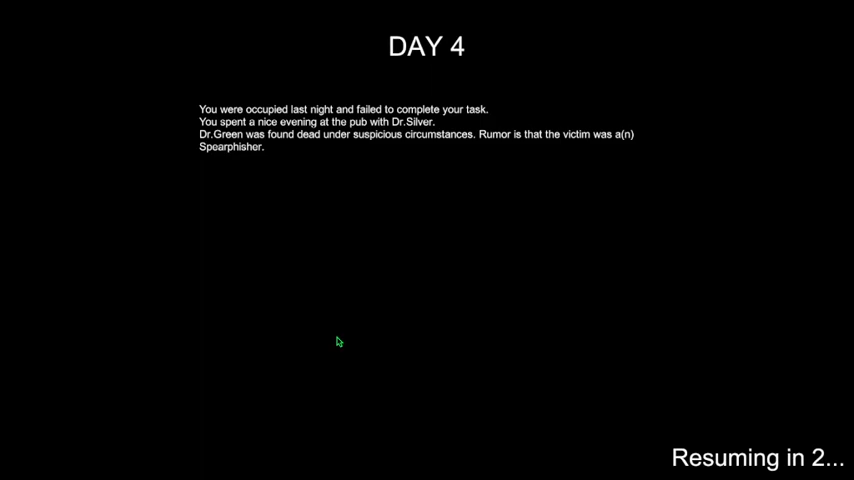 DAY 4
You were occupied last night and failed to complete your task.
You spent a nice evening at the pub with Dr.Silver.
Dr.Green was found dead under suspicious circumstances. Rumor is that the victim was a(n)
Spearphisher.
Resuming in 2...